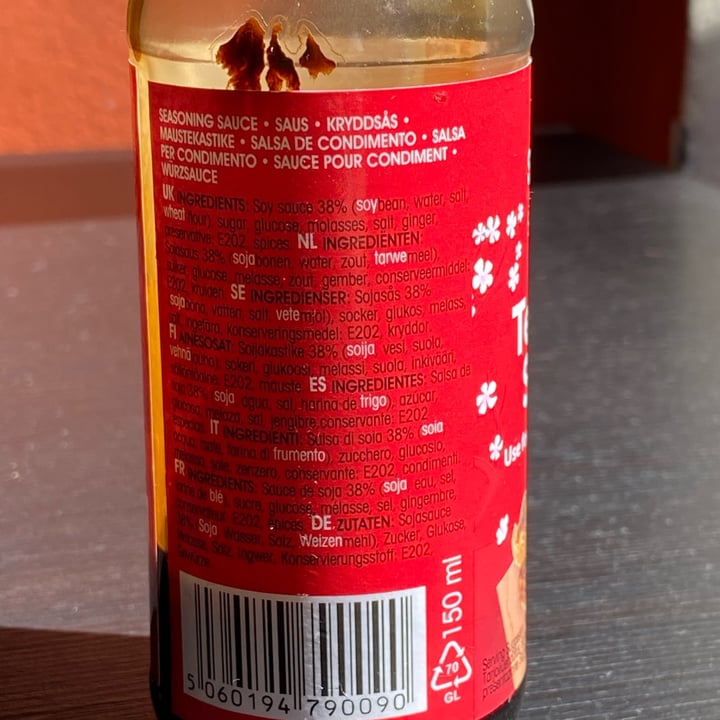 SEASONING SAUCE • SAUS • KRYDDSÅS •
MAUSTEKASTIKE • SALSA DE CONDIMENTO • SALSA
PER CONDIMENTO • SAUCE POUR CONDIMENT •
WÜRZSAUCE
UK INGREDIENTS: Soy sauce 38% (soybean, water, salt,
wheat flour), sugar, glucose, molasses, salt, ginger,
preservative: E202, spices. NL INGREDIËNTEN:
Sojasaus 38% (sojabonen, water, zout, tarwemeel),
suiker, glucose, melasse, zout, gember, conserveermiddel:
E202, kruiden. SE INGREDIENSER: Sojasås 38%
(sojaböna, vatten, salt, vetemjöl), socker, glukos, melass,
salt, ingefära, konserveringsmedel: E202, kryddor.
FI AINESOSAT: Soijakastike 38% (soija, vesi, suola,
vehnäjauho), sokeri, glukoosi, melassi, suola, inkivääri,
säilöntäaine: E202, mauste. ES INGREDIENTES: Salsa de
soja 38% (soja, agua, sal, harina de trigo), azúcar,
glucosa, melaza, sal, jengibre, conservante: E202,
especias. IT INGREDIENTI: Salsa di soia 38% (soia,
acqua, sale, farina di frumento), zucchero, glucosio,
melassa, sale, zenzero, conservante: E202, condimenti.
FR INGRÉDIENTS: Sauce de soja 38% (soja, eau, sel,
farine de blé), sucre, glucose, mélasse, sel, gingembre,
conservateur: E202, épices. DE ZUTATEN: Sojasauce
38% (Soja, Wasser, Salz, Weizenmehl), Zucker, Glukose,
Melasse, Salz, Ingwer, Konservierungsstoff: E202,
Gewürze.
5 060194 790090
150 ml
70
GL
Use
Serving